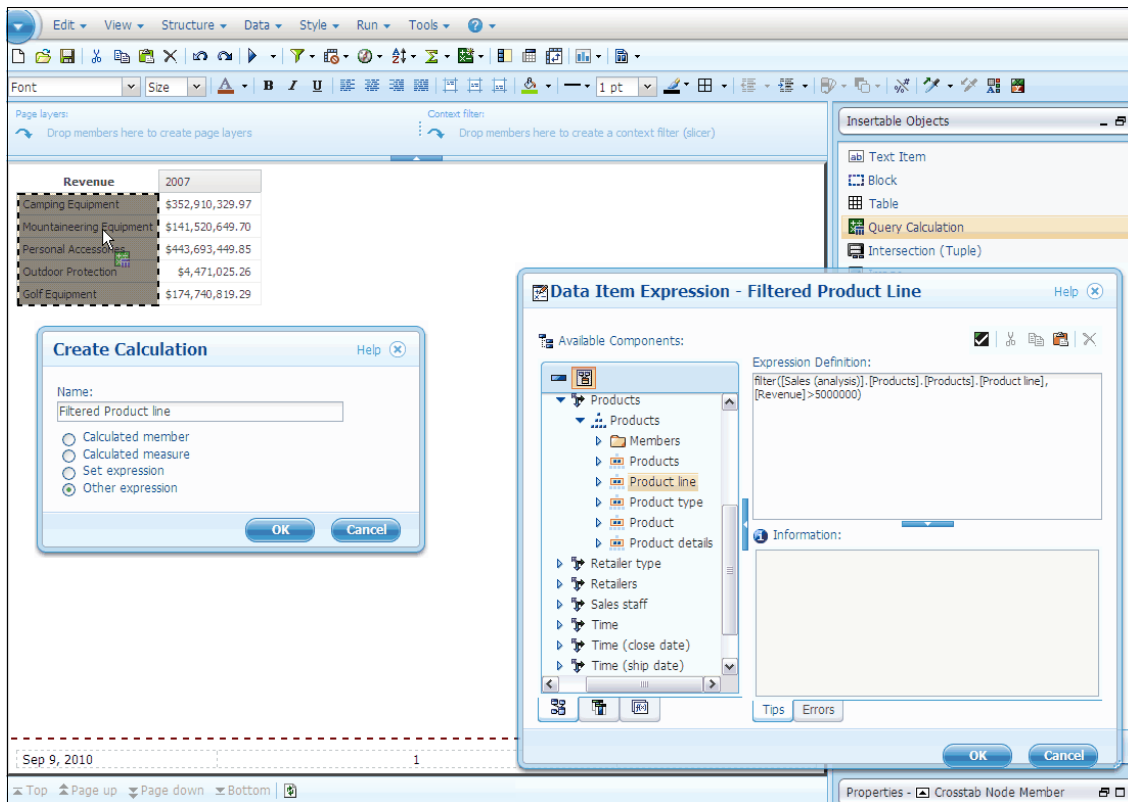 Edit View Structure Data Style Run Tools
Font Size A B I U 1 pt
Page layers:
Drop members here to create page layers
Context filter:
Drop members here to create a context filter (slicer)
Revenue 2007
Camping Equipment $352,910,329.97
Mountaineering Equipment $141,520,649.70
Personal Accessories $443,693,449.85
Outdoor Protection $4,471,025.26
Golf Equipment $174,740,819.29
Insertable Objects
ab Text Item
Block
Table
Query Calculation
Intersection (Tuple)
Create Calculation Help
Name:
Filtered Product line
Calculated member
Calculated measure
Set expression
Other expression
OK Cancel
Data Item Expression - Filtered Product Line Help
Available Components:
Products
Products
Members
Products
Product line
Product type
Product
Product details
Retailer type
Retailers
Sales staff
Time
Time (close date)
Time (ship date)
Expression Definition:
filter([Sales (analysis)].[Products].[Products].[Product line],
[Revenue]>5000000)
Information:
Tips Errors
OK Cancel
Sep 9, 2010 1
Top Page up Page down Bottom
Properties - Crosstab Node Member